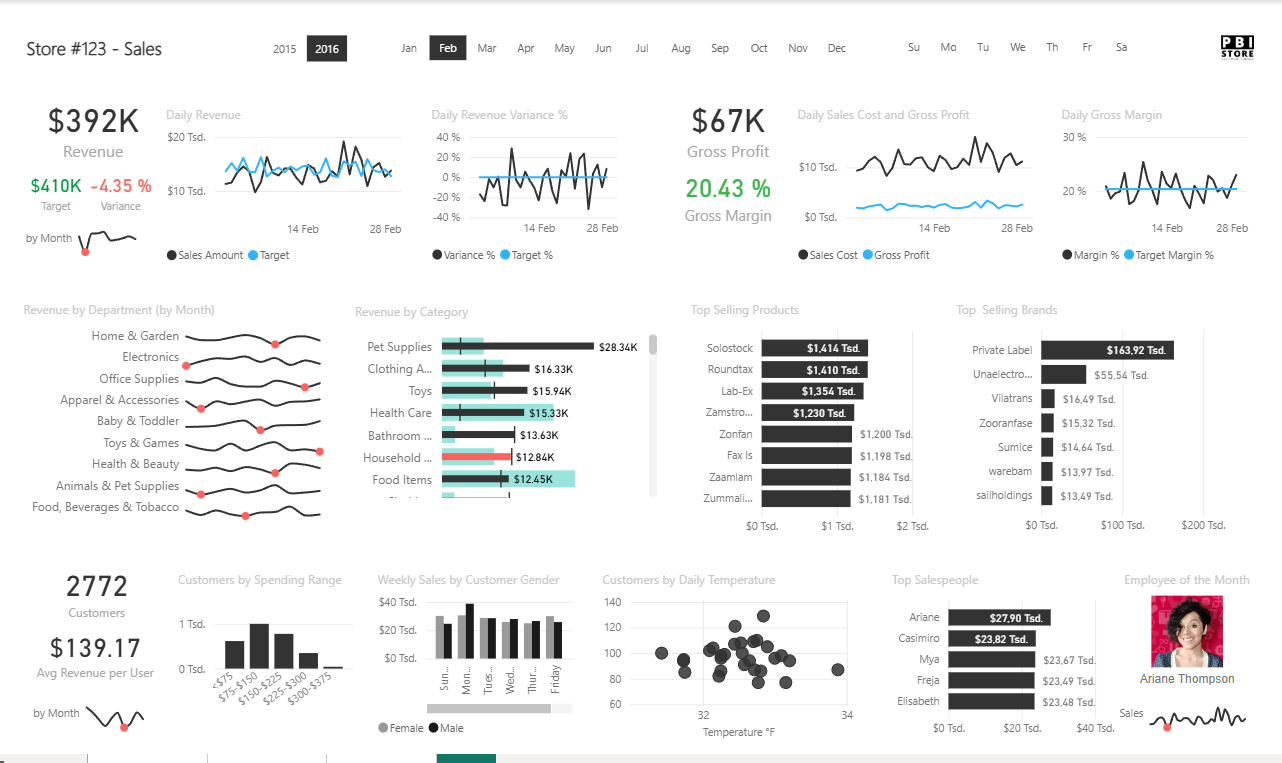 Store #123 - Sales
2015 2016
Jan Feb Mar Apr May Jun Jul Aug Sep Oct Nov Dec
Su Mo Tu We Th Fr Sa
PBI
STORE
$392K
Revenue
$410K -4.35 %
Target Variance
by Month
Daily Revenue
$20 Tsd.
$10 Tsd.
14 Feb 28 Feb
Sales Amount Target
Daily Revenue Variance %
40 %
20 %
0 %
-20 %
-40 %
14 Feb 28 Feb
Variance % Target %
$67K
Gross Profit
20.43 %
Gross Margin
Daily Sales Cost and Gross Profit
$10 Tsd.
$0 Tsd.
14 Feb 28 Feb
Sales Cost Gross Profit
Daily Gross Margin
30 %
20 %
14 Feb 28 Feb
Margin % Target Margin %
Revenue by Department (by Month)
Home & Garden
Electronics
Office Supplies
Apparel & Accessories
Baby & Toddler
Toys & Games
Health & Beauty
Animals & Pet Supplies
Food, Beverages & Tobacco
Revenue by Category
Pet Supplies $28.34K
Clothing A... $16.33K
Toys $15.94K
Health Care $15.33K
Bathroom ... $13.63K
Household ... $12.84K
Food Items $12.45K
Top Selling Products
Solostock $1,414 Tsd.
Roundtax $1,410 Tsd.
Lab-Ex $1,354 Tsd.
Zamstro... $1,230 Tsd.
Zonfan $1,200 Tsd.
Fax Is $1,198 Tsd.
Zaamlam $1,184 Tsd.
Zummali... $1,181 Tsd.
$0 Tsd. $1 Tsd. $2 Tsd.
Top Selling Brands
Private Label $163,92 Tsd.
Unaelectro... $55,54 Tsd.
Vilatrans $16,49 Tsd.
Zooranfase $15,32 Tsd.
Sumice $14,64 Tsd.
warebam $13,97 Tsd.
sailholdings $13,49 Tsd.
$0 Tsd. $100 Tsd. $200 Tsd.
2772
Customers
$139.17
Avg Revenue per User
by Month
Customers by Spending Range
1 Tsd.
0 Tsd.
<$75
$75-$150
$150-$225
$225-$300
$300-$375
Weekly Sales by Customer Gender
$40 Tsd.
$20 Tsd.
$0 Tsd.
Sun... Mon... Tues... Wed... Thur... Friday
Female Male
Customers by Daily Temperature
140
120
100
80
60
32 34
Temperature °F
Top Salespeople
Ariane $27,90 Tsd.
Casimiro $23,82 Tsd.
Mya $23,67 Tsd.
Freja $23,49 Tsd.
Elisabeth $23,48 Tsd.
$0 Tsd. $20 Tsd. $40 Tsd.
Employee of the Month
Ariane Thompson
Sales